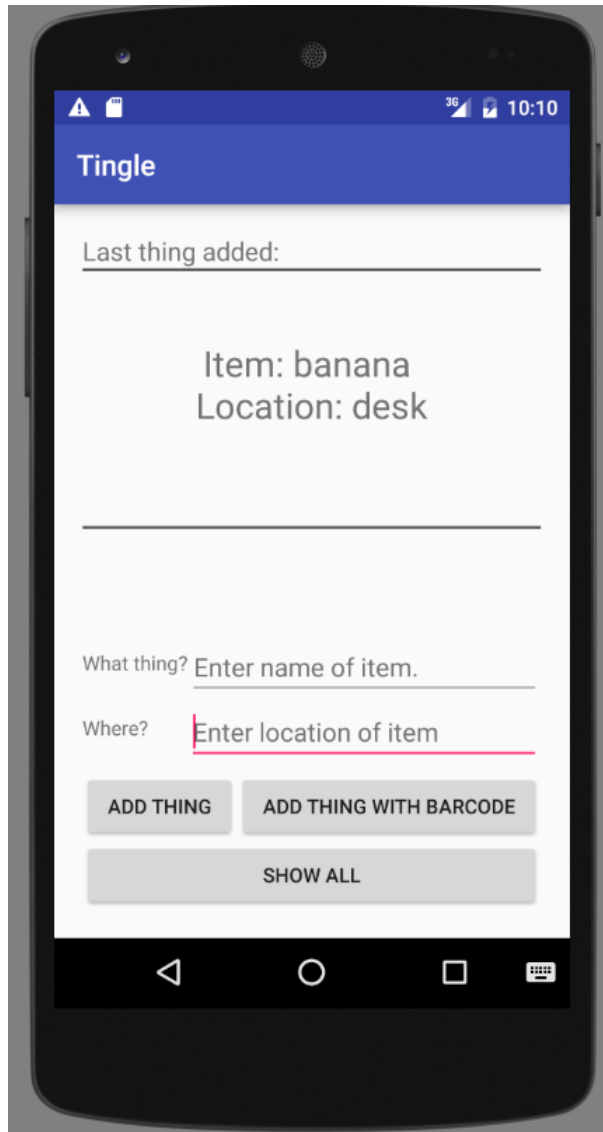 3G 10:10
Tingle
Last thing added:
Item: banana
Location: desk
What thing? Enter name of item.
Where? Enter location of item
ADD THING ADD THING WITH BARCODE
SHOW ALL